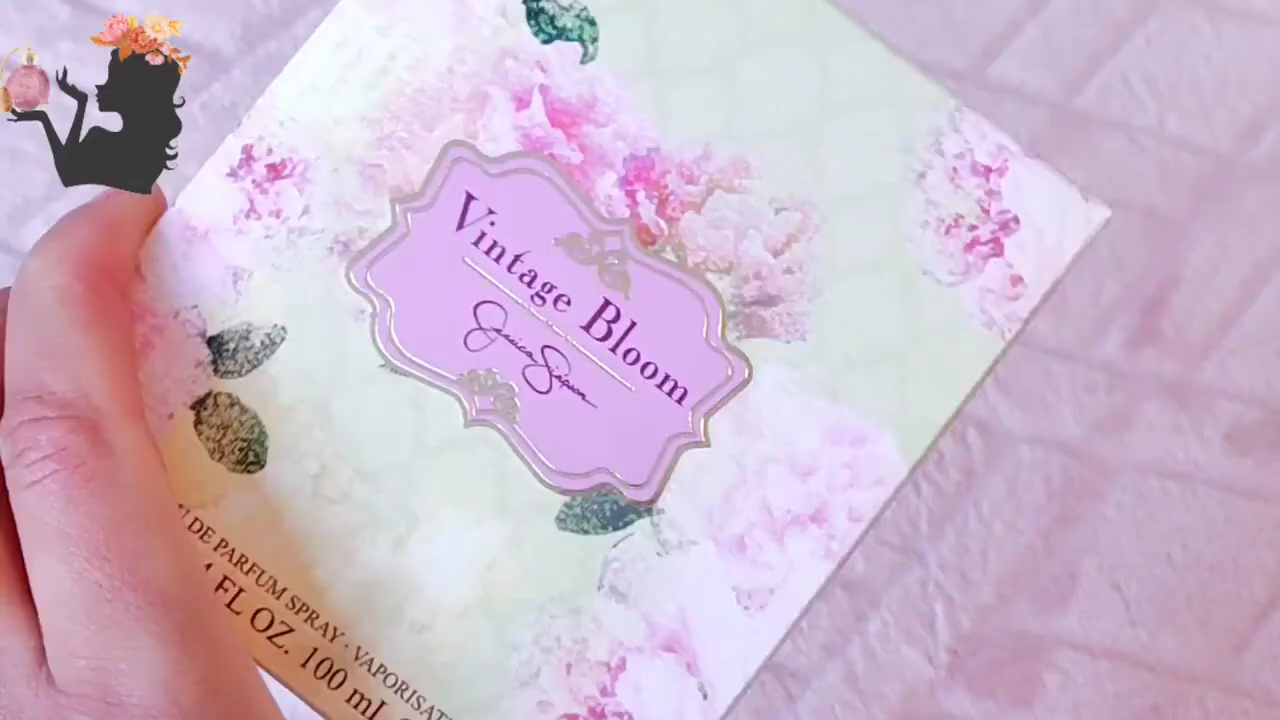 Vintage Bloom
Jessica Simpson
DE PARFUM SPRAY · VAPORISAT
FL OZ. 100 mL